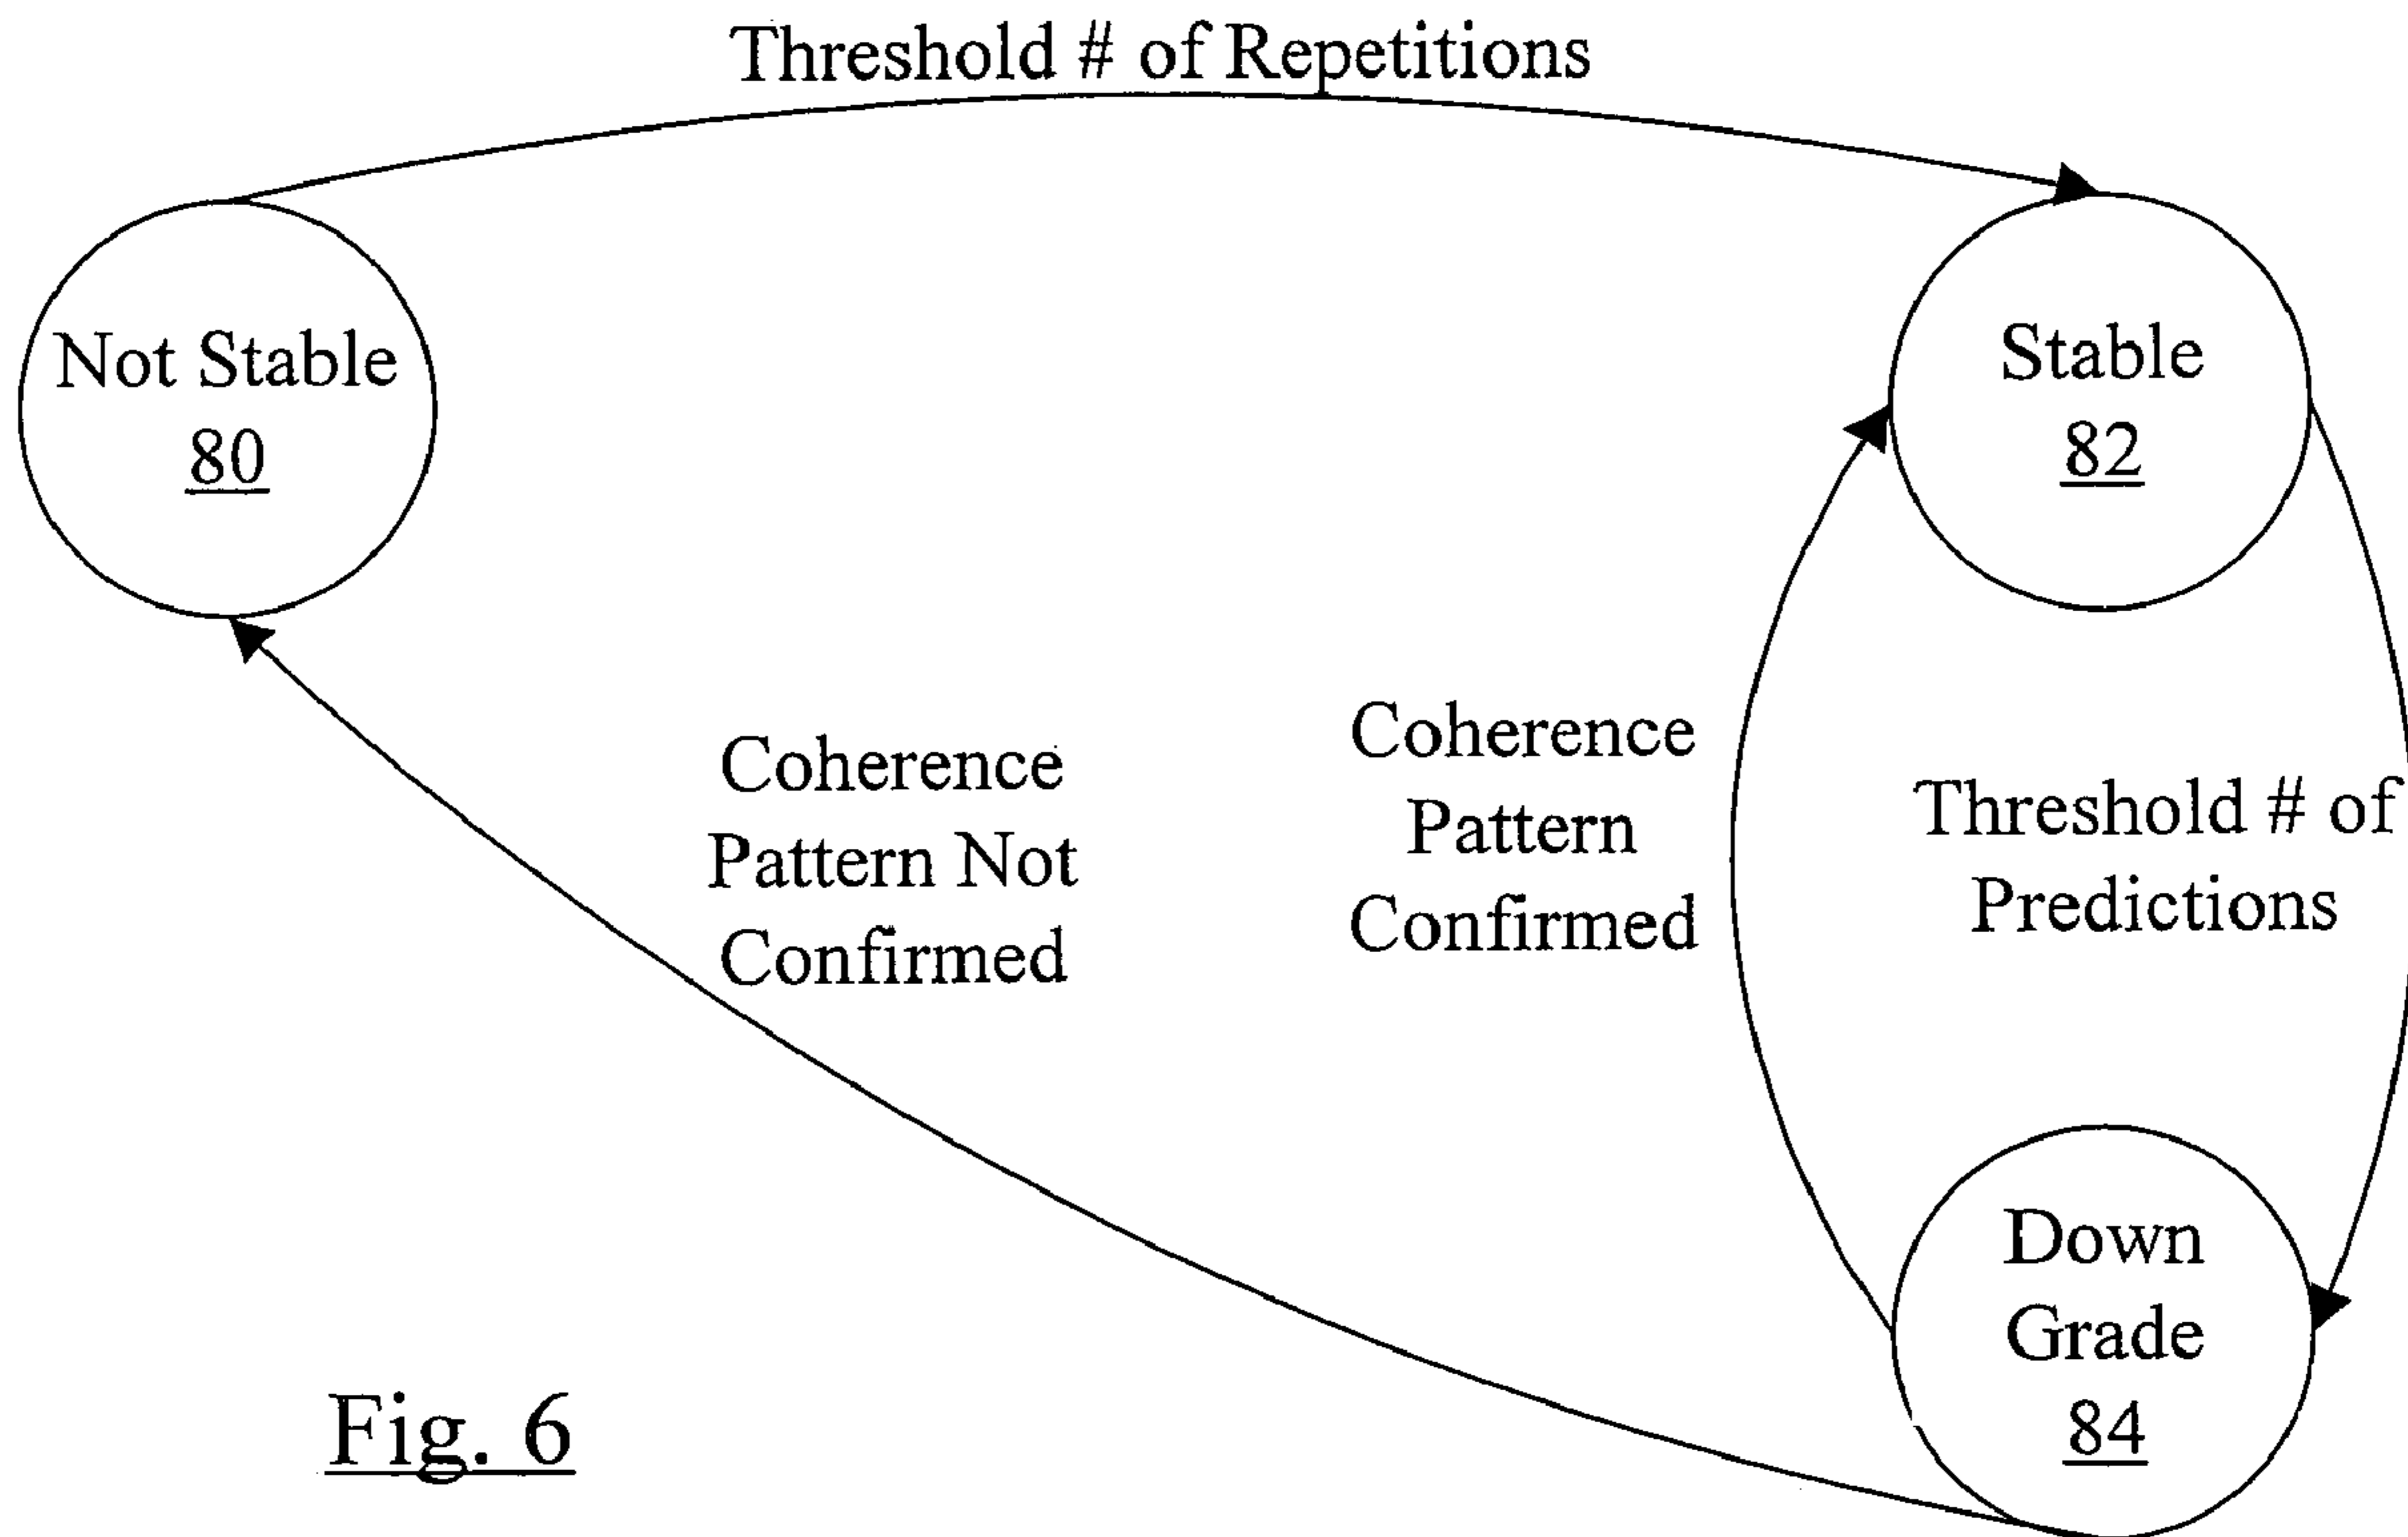 Threshold # of Repetitions
Not Stable
80
Stable
82
Coherence
Pattern Not
Confirmed
Coherence
Pattern
Confirmed
Threshold # of
Predictions
Down
Grade
84
Fig. 6